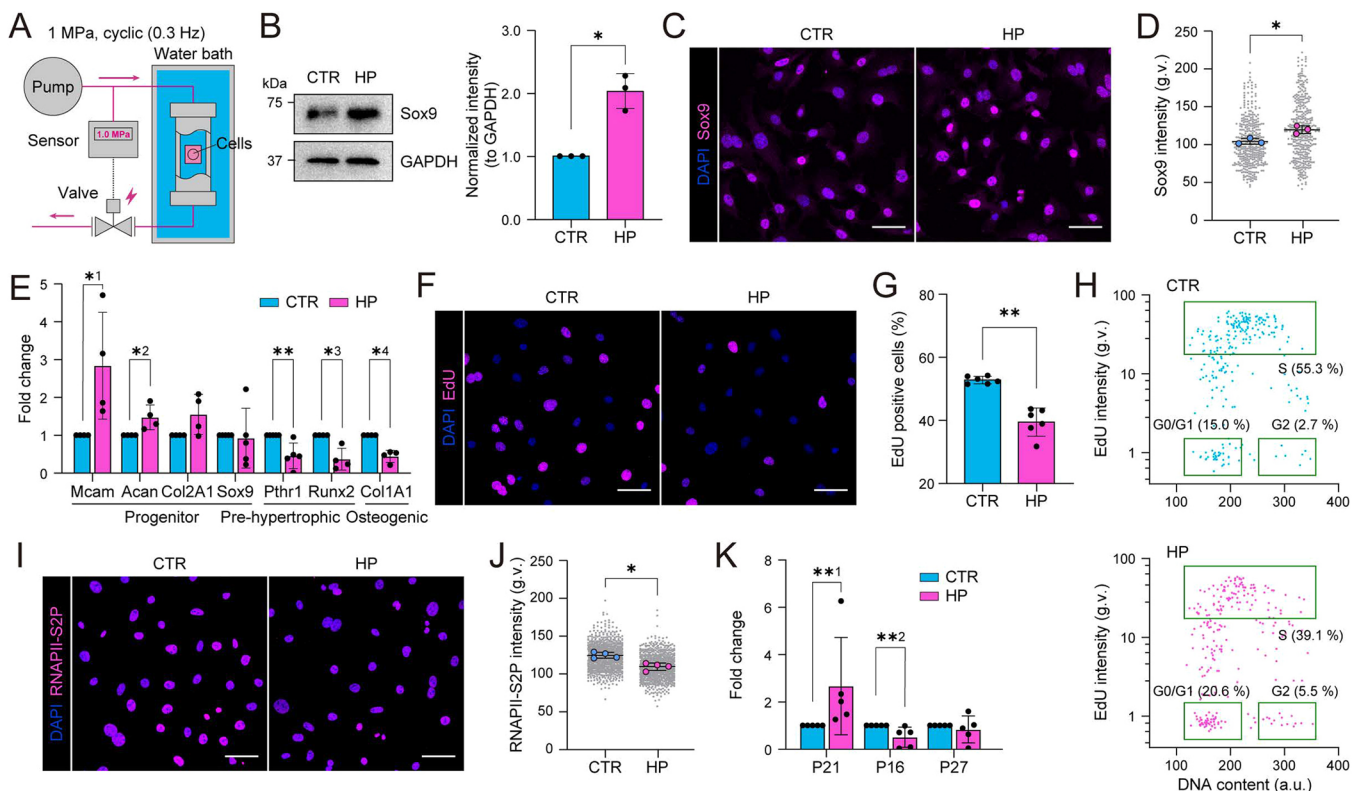 A
1 MPa, cyclic (0.3 Hz)
Water bath
Pump
Sensor
1.0 MPa
Cells
Valve
B
kDa
CTR HP
75
Sox9
37
GAPDH
Normalized intensity
(to GAPDH)
3.0
2.0
1.0
0.0
*
CTR HP
C
CTR
HP
DAPI Sox9
D
Sox9 intensity (g.v.)
250
200
150
100
50
0
*
CTR HP
E
Fold change
5
4
3
2
1
0
CTR HP
*1
*2
**
*3
*4
Mcam Acan Col2A1 Sox9 Pthr1 Runx2 Col1A1
Progenitor Pre-hypertrophic Osteogenic
F
CTR
HP
DAPI EdU
G
EdU positive cells (%)
80
60
40
20
**
CTR HP
H
CTR
EdU intensity (g.v.)
100
10
1
S (55.3 %)
G0/G1 (15.0 %) G2 (2.7 %)
100 200 300 400
HP
EdU intensity (g.v.)
100
10
1
S (39.1 %)
G0/G1 (20.6 %) G2 (5.5 %)
100 200 300 400
DNA content (a.u.)
I
CTR
HP
DAPI RNAPII-S2P
J
RNAPII-S2P intensity (g.v.)
250
200
150
100
50
0
*
CTR HP
K
Fold change
8
6
4
2
0
CTR
HP
**1
**2
P21 P16 P27